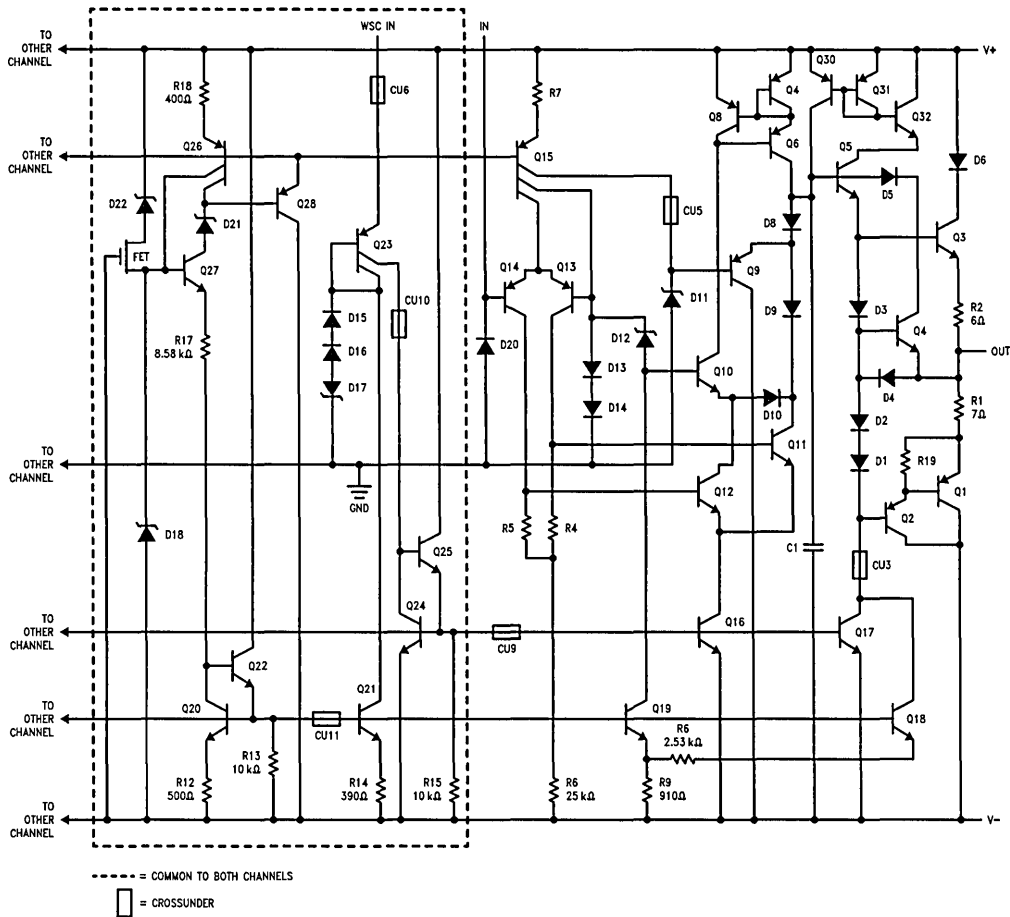 WSC IN
IN
TO
OTHER
CHANNEL
V+
R18
400Ω
CU6
R7
Q30
Q4
Q31
Q8
Q32
Q6
TO
OTHER
CHANNEL
Q26
Q15
Q5
D6
D5
D22
Q28
CU5
D21
D8
Q3
Q23
FET
Q27
Q14
Q13
D11
Q9
CU10
D15
D9
D3
R2
6Ω
R17
8.58 kΩ
D16
D20
D12
Q4
OUT
D13
Q10
D17
D14
D10
D4
R1
7Ω
D2
Q11
TO
OTHER
CHANNEL
D1
R19
GND
Q12
Q1
Q2
D18
R5
R4
C1
Q25
CU3
Q24
TO
OTHER
CHANNEL
CU9
Q16
Q17
Q22
Q20
Q21
Q19
Q18
TO
OTHER
CHANNEL
CU11
R6
2.53 kΩ
R13
10 kΩ
R12
500Ω
R14
390Ω
R15
10 kΩ
R6
25 kΩ
R9
910Ω
TO
OTHER
CHANNEL
V−
= COMMON TO BOTH CHANNELS
= CROSSUNDER